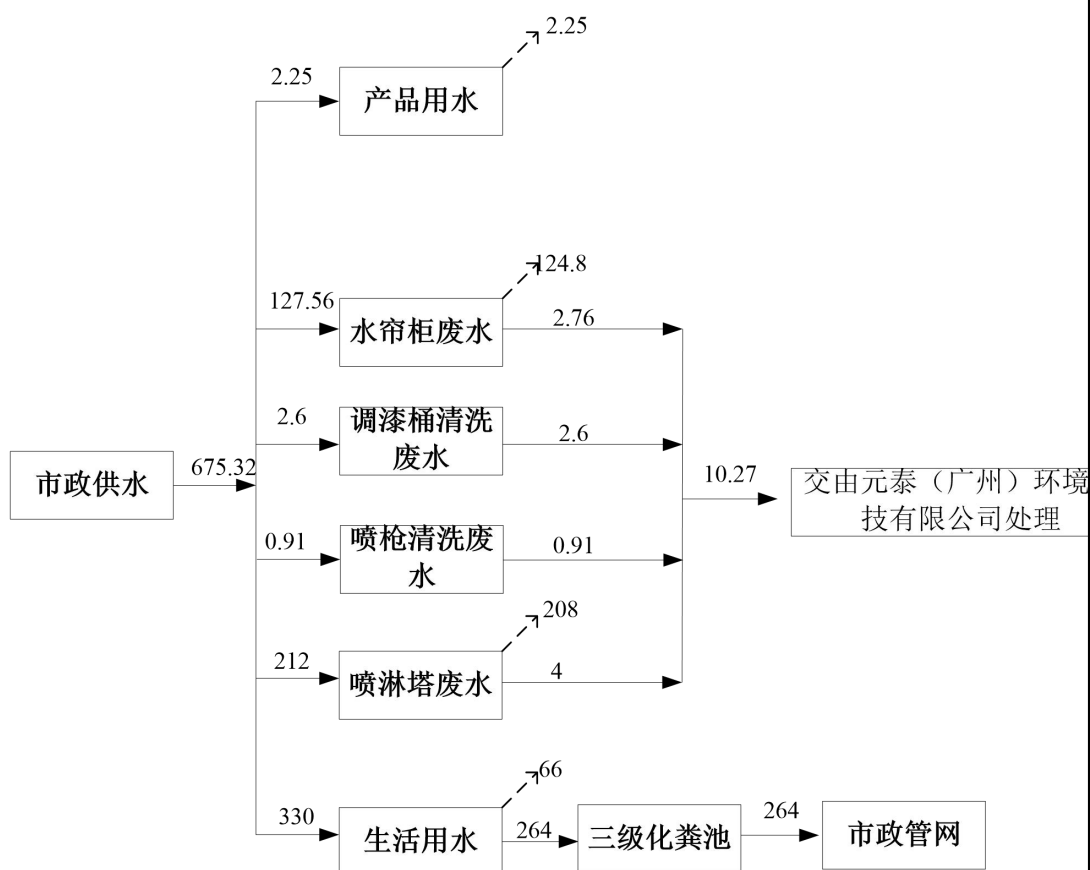 2.25
2.25
产品用水
124.8
127.56
水帘柜废水
2.76
2.6
调漆桶清洗
废水
2.6
市政供水
675.32
10.27
交由元泰（广州）环境
技有限公司处理
0.91
喷枪清洗废
水
0.91
208
212
喷淋塔废水
4
66
330
生活用水
264
三级化粪池
264
市政管网